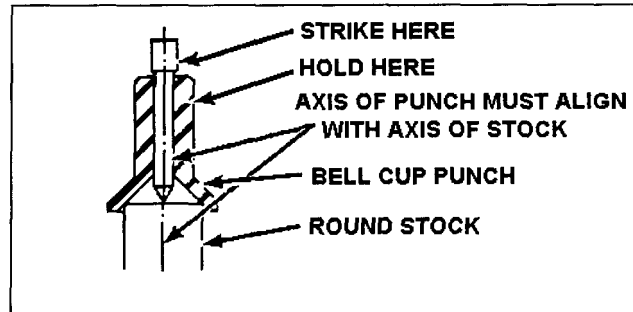 STRIKE HERE
HOLD HERE
AXIS OF PUNCH MUST ALIGN
WITH AXIS OF STOCK
BELL CUP PUNCH
ROUND STOCK